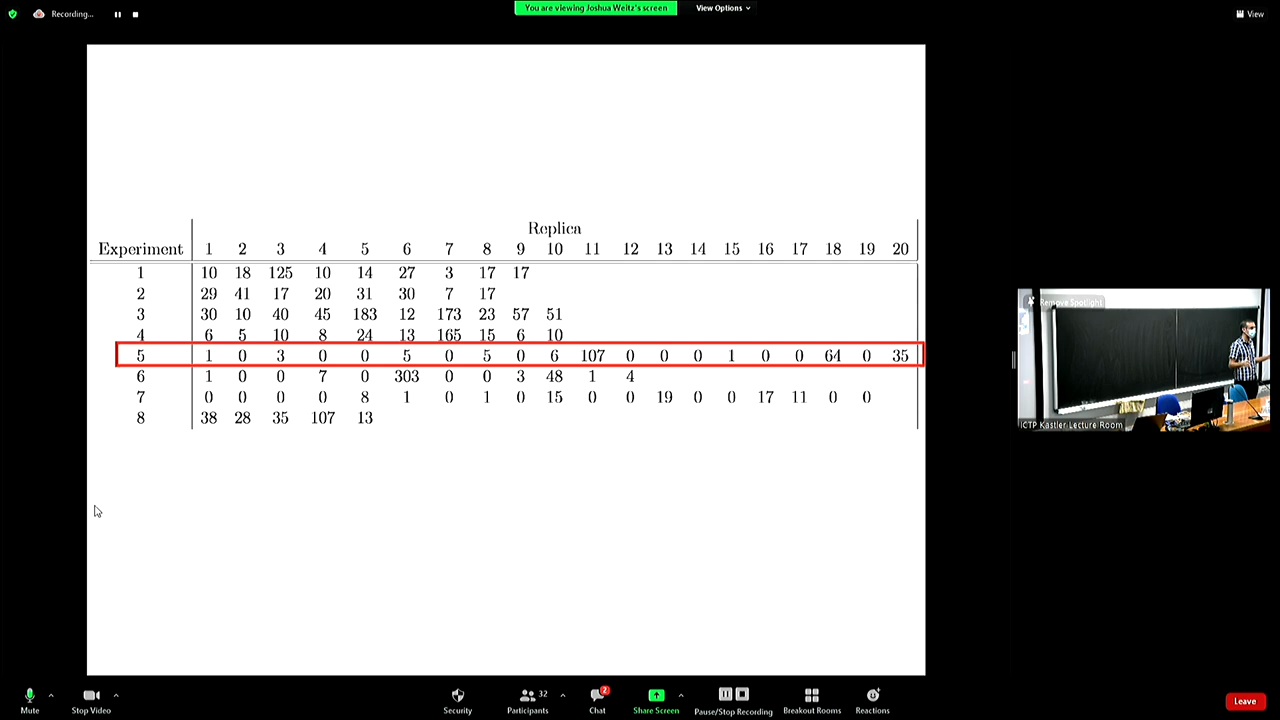 Recording...
You are viewing Joshua Weitz's screen
View Options
View
Replica
Experiment 1 2 3 4 5 6 7 8 9 10 11 12 13 14 15 16 17 18 19 20
1 10 18 125 10 14 27 3 17 17
2 29 41 17 20 31 30 7 17
3 30 10 40 45 183 12 173 23 57 51
4 6 5 10 8 24 13 165 15 6 10
5 1 0 3 0 0 5 0 5 0 6 107 0 0 0 1 0 0 64 0 35
6 1 0 0 7 0 303 0 0 3 48 1 4
7 0 0 0 0 8 1 0 1 0 15 0 0 19 0 0 17 11 0 0
8 38 28 35 107 13
Remove Spotlight
ICTP Kastler Lecture Room
Mute
Stop Video
Security
32
Participants
2
Chat
Share Screen
Pause/Stop Recording
Breakout Rooms
Reactions
Leave